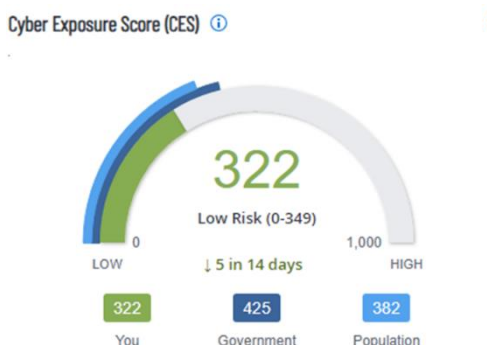 Cyber Exposure Score (CES)
322
Low Risk (0-349)
0 1,000
LOW ↓ 5 in 14 days HIGH
322 425 382
You Government Population